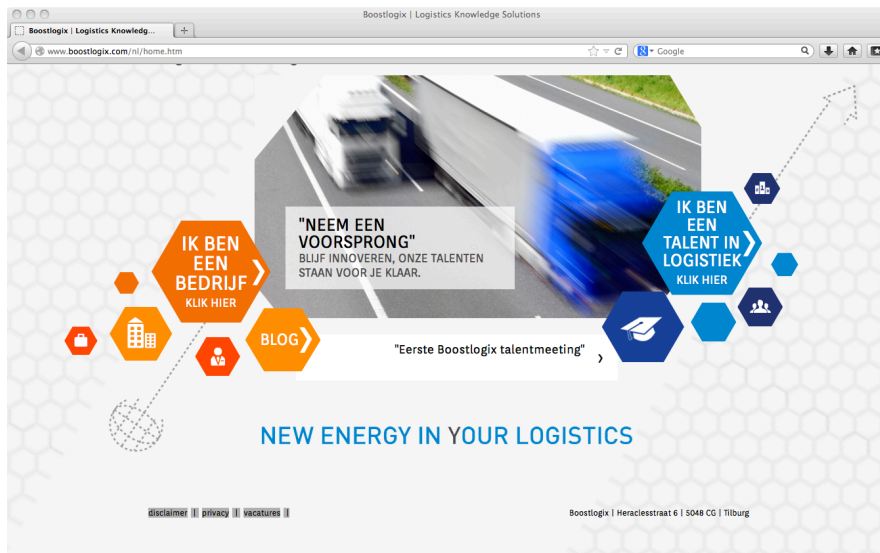 Boostlogix | Logistics Knowledge Solutions
Boostlogix | Logistics Knowledg...
www.boostlogix.com/nl/home.htm
Google
"NEEM EEN
VOORSPRONG"
BLIJF INNOVEREN, ONZE TALENTEN
STAAN VOOR JE KLAAR.
IK BEN
EEN
BEDRIJF
KLIK HIER
IK BEN
EEN
TALENT IN
LOGISTIEK
KLIK HIER
BLOG
"Eerste Boostlogix talentmeeting"
NEW ENERGY IN YOUR LOGISTICS
disclaimer | privacy | vacatures |
Boostlogix | Heraclesstraat 6 | 5048 CG | Tilburg